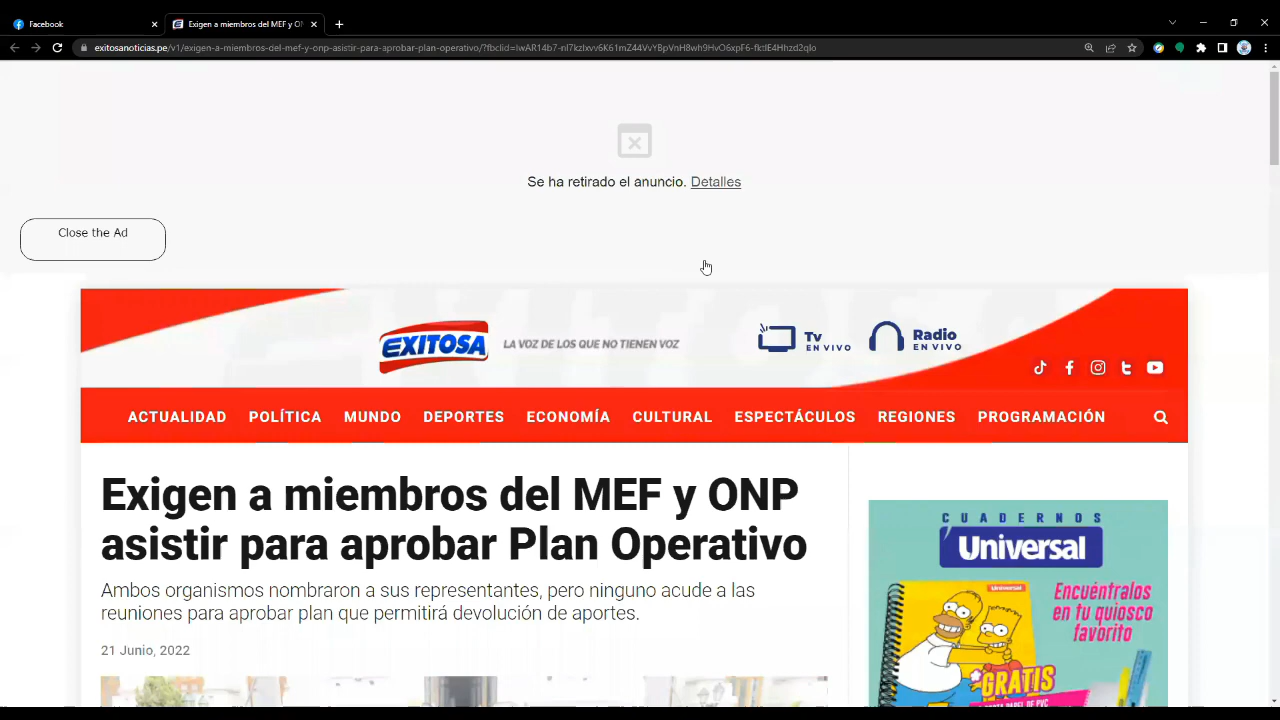 Facebook
Exigen a miembros del MEF y ON
exitosanoticias.pe/v1/exigen-a-miembros-del-mef-y-onp-asistir-para-aprobar-plan-operativo/?fbclid=
Se ha retirado el anuncio. Detalles
Close the Ad
EXITOSA
LA VOZ DE LOS QUE NO TIENEN VOZ
Tv
EN VIVO
Radio
EN VIVO
ACTUALIDAD POLÍTICA MUNDO DEPORTES ECONOMÍA CULTURAL ESPECTÁCULOS REGIONES PROGRAMACIÓN
Exigen a miembros del MEF y ONP
asistir para aprobar Plan Operativo
Ambos organismos nombraron a sus representantes, pero ninguno acude a las
reuniones para aprobar plan que permitirá devolución de aportes.
21 Junio, 2022
CUADERNOS
Universal
Encuéntralos
en tu quiosco
favorito
GRATIS